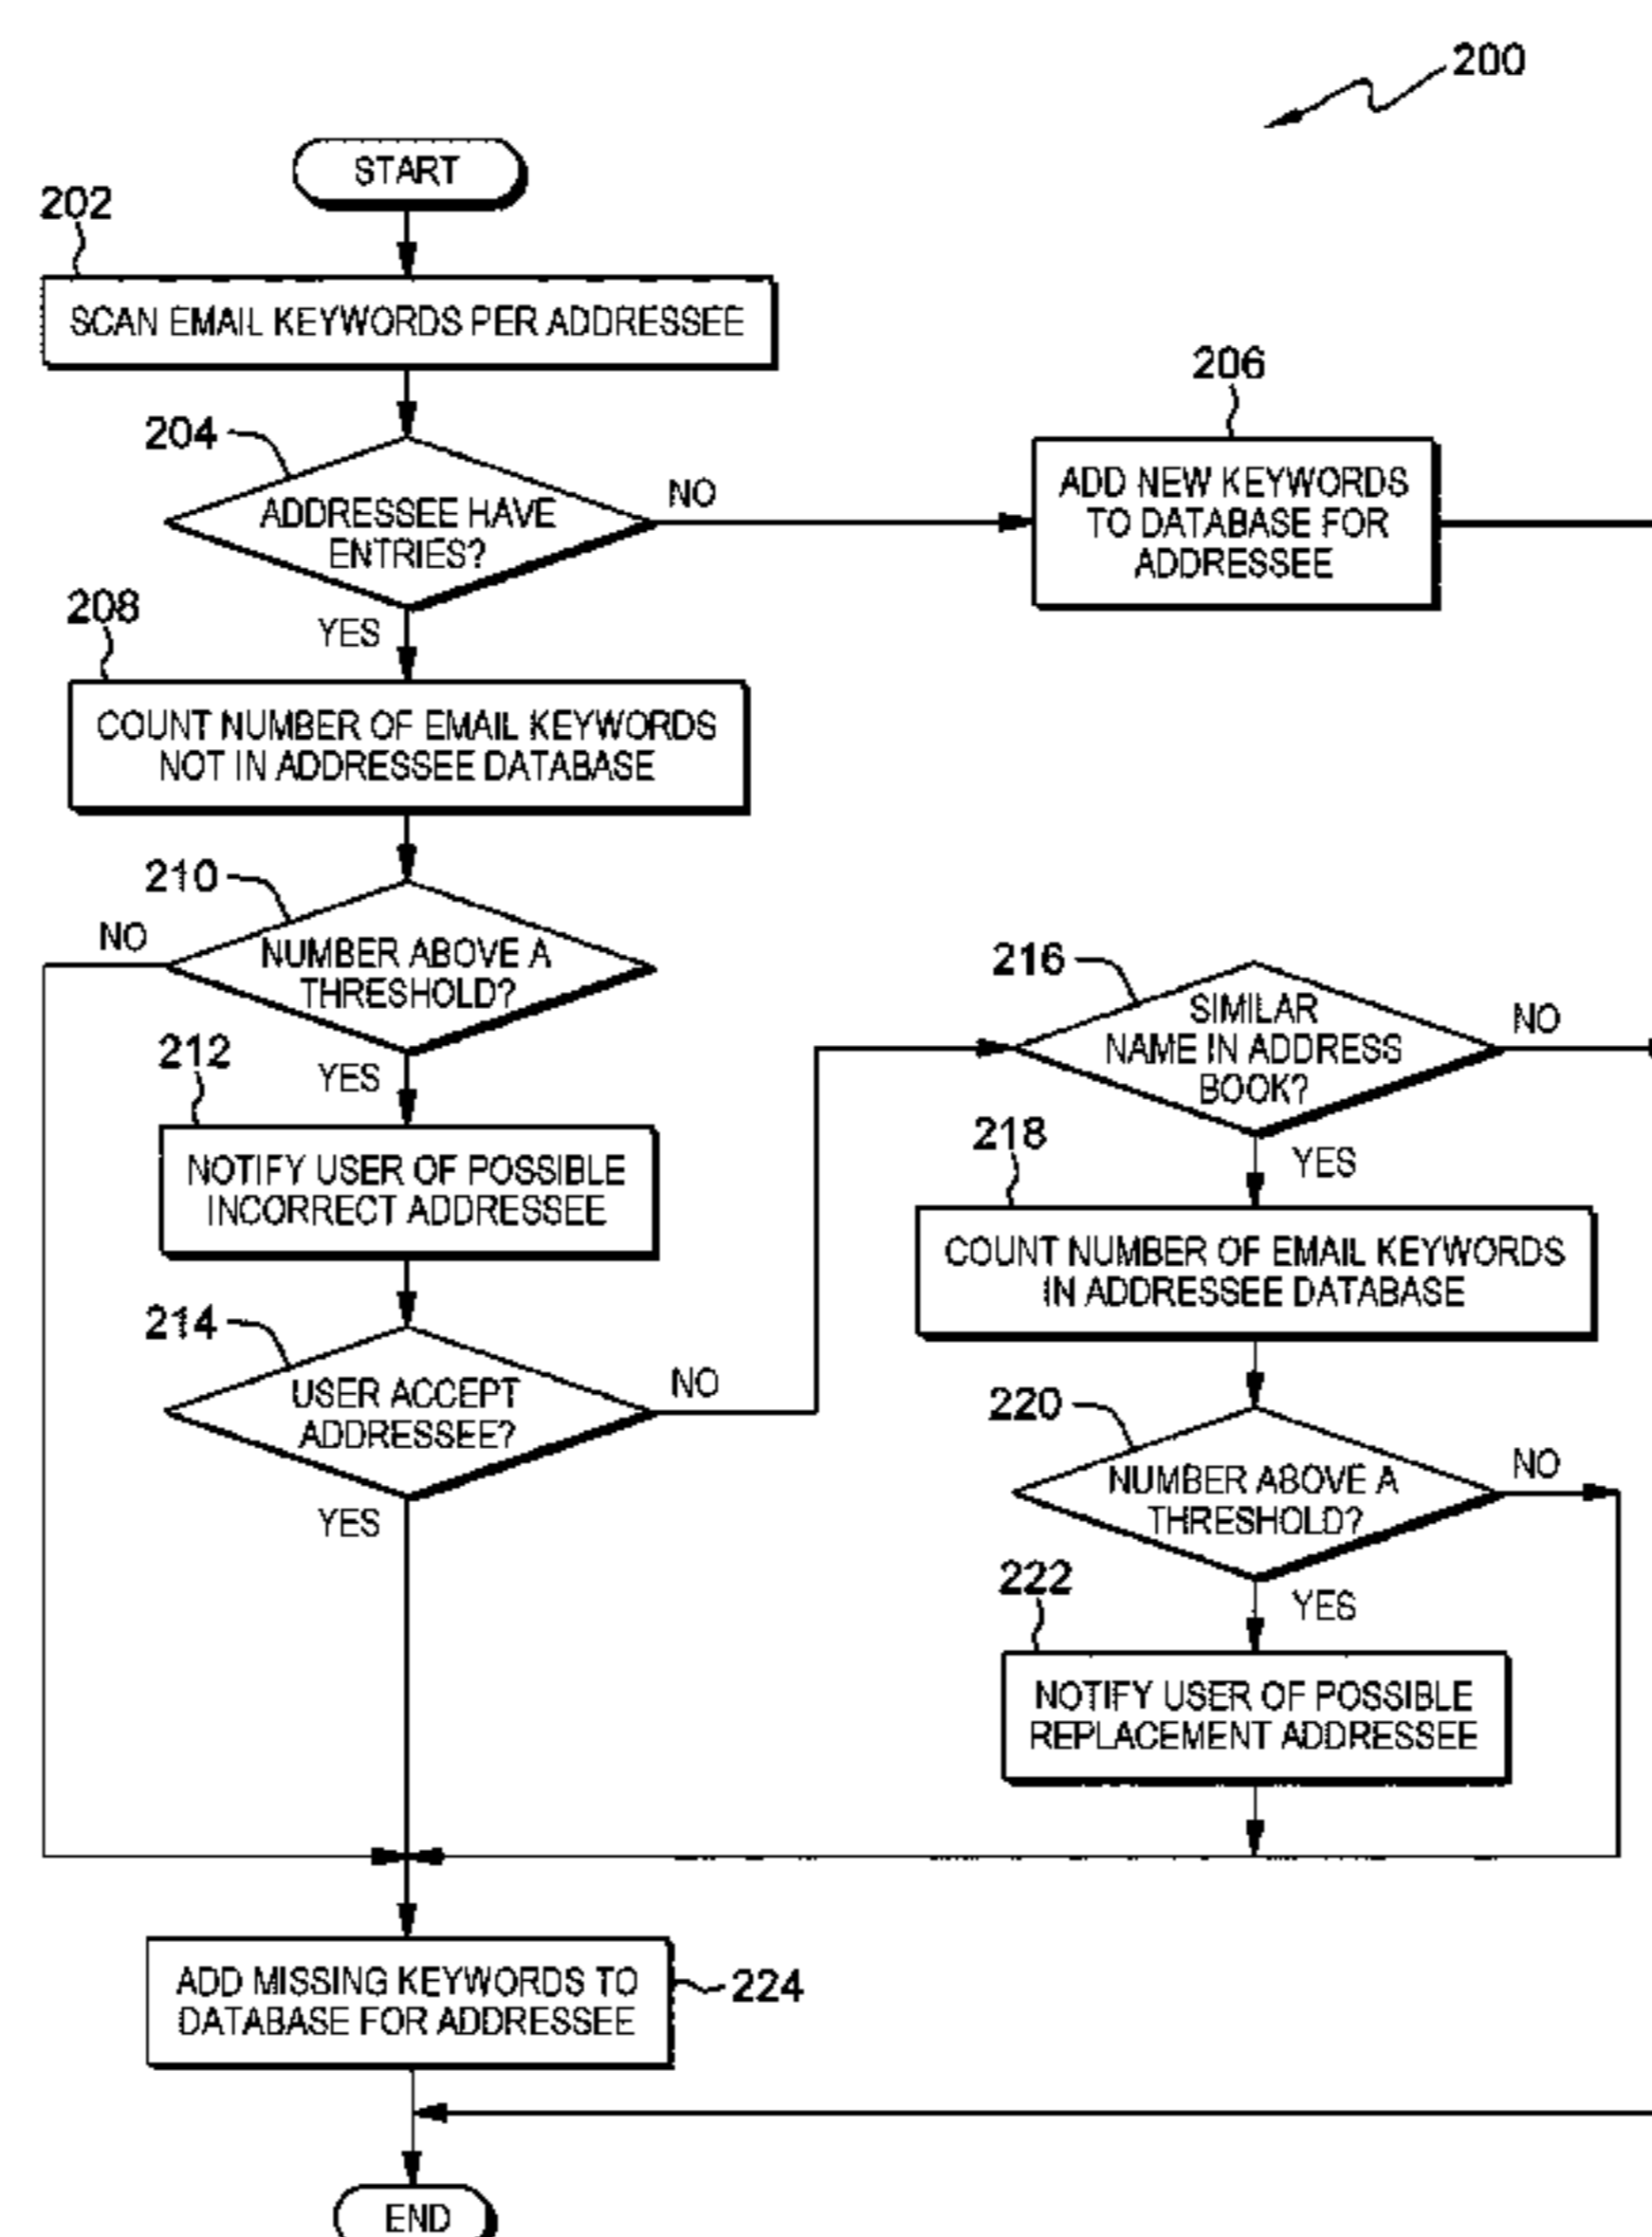 200
START
202
SCAN EMAIL KEYWORDS PER ADDRESSEE
204
ADDRESSEE HAVE
ENTRIES?
NO
YES
206
ADD NEW KEYWORDS
TO DATABASE FOR
ADDRESSEE
208
COUNT NUMBER OF EMAIL KEYWORDS
NOT IN ADDRESSEE DATABASE
210
NUMBER ABOVE A
THRESHOLD?
NO
YES
212
NOTIFY USER OF POSSIBLE
INCORRECT ADDRESSEE
214
USER ACCEPT
ADDRESSEE?
NO
YES
216
SIMILAR
NAME IN ADDRESS
BOOK?
NO
YES
218
COUNT NUMBER OF EMAIL KEYWORDS
IN ADDRESSEE DATABASE
220
NUMBER ABOVE A
THRESHOLD?
NO
YES
222
NOTIFY USER OF POSSIBLE
REPLACEMENT ADDRESSEE
ADD MISSING KEYWORDS TO
DATABASE FOR ADDRESSEE
224
END